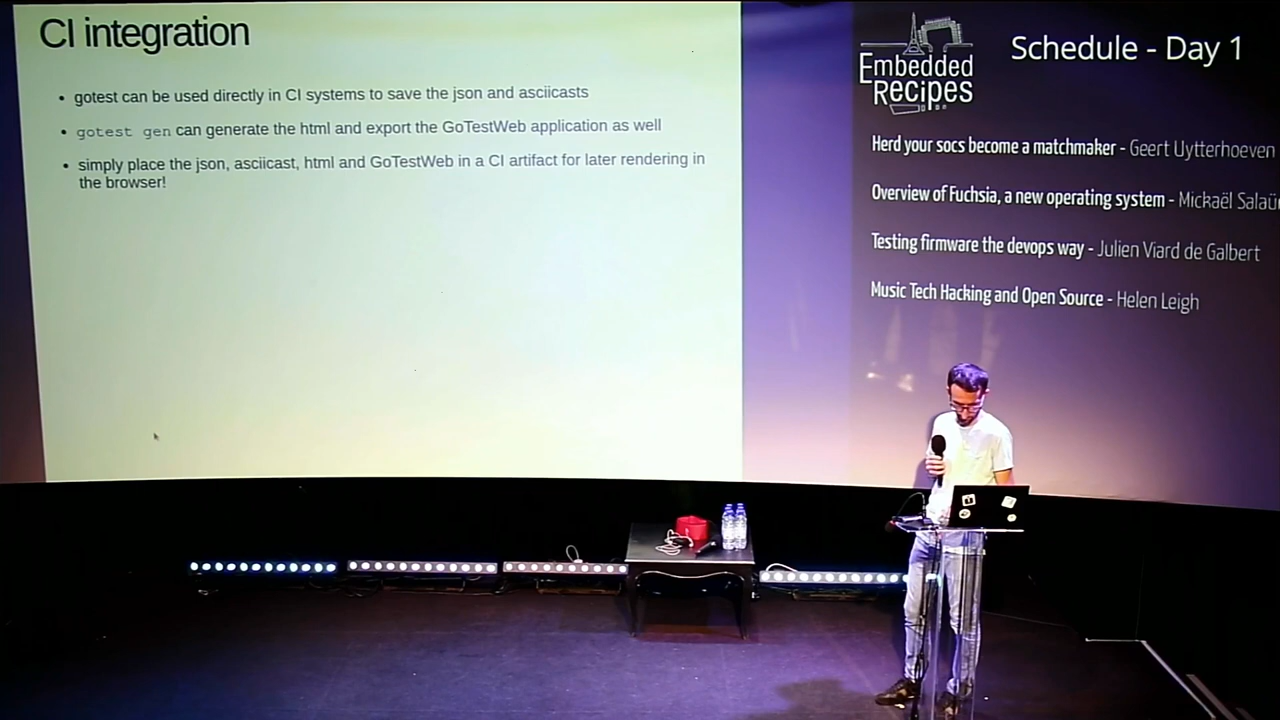 CI integration
• gotest can be used directly in CI systems to save the json and asciicasts
• gotest gen can generate the html and export the GoTestWeb application as well
• simply place the json, asciicast, html and GoTestWeb in a CI artifact for later rendering in
the browser!
Embedded
Recipes
Schedule - Day 1
Herd your socs become a matchmaker - Geert Uytterhoeven
Overview of Fuchsia, a new operating system - Mickaël Salaü
Testing firmware the devops way - Julien Viard de Galbert
Music Tech Hacking and Open Source - Helen Leigh